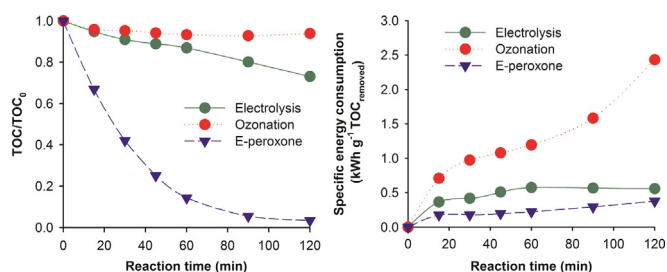 TOC/TOC0
1.0
0.8
0.6
0.4
0.2
0.0
Electrolysis
Ozonation
E-peroxone
0 20 40 60 80 100 120
Reaction time (min)
Specific energy consumption
(kWh g-1 TOCremoved)
3.0
2.5
2.0
1.5
1.0
0.5
0.0
Electrolysis
Ozonation
E-peroxone
0 20 40 60 80 100 120
Reaction time (min)